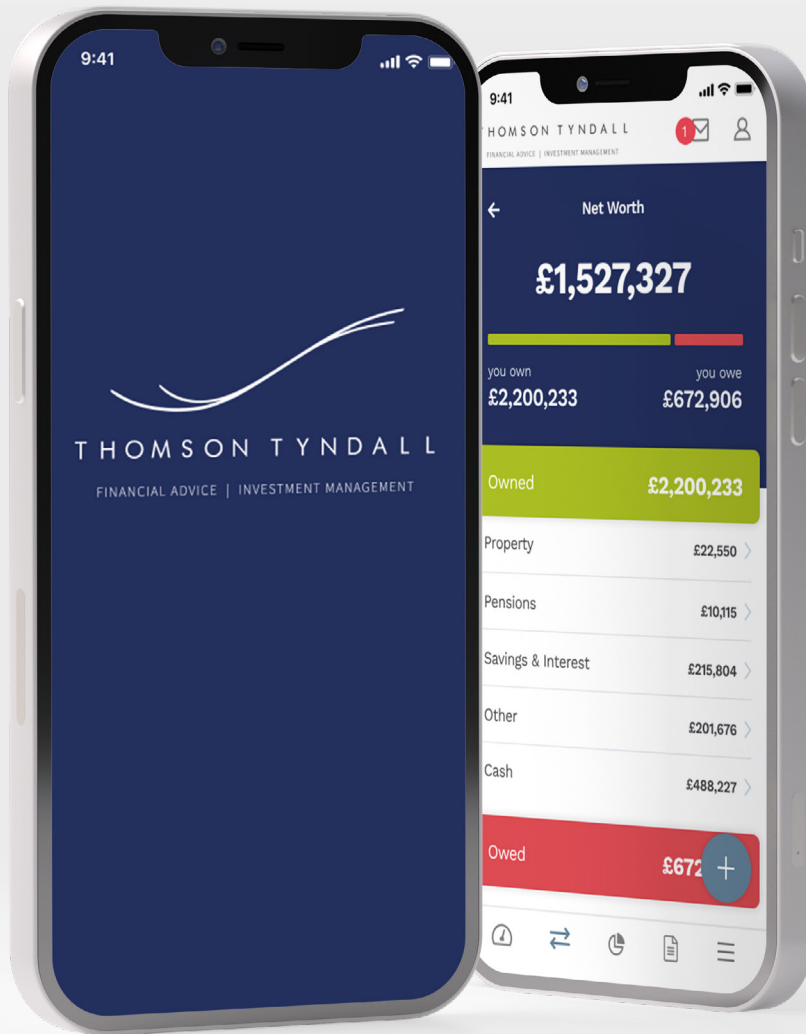 9:41
THOMSON TYNDALL
FINANCIAL ADVICE | INVESTMENT MANAGEMENT
9:41
HOMSON TYNDALL
FINANCIAL ADVICE | INVESTMENT MANAGEMENT
1
Net Worth
£1,527,327
you own you owe
£2,200,233 £672,906
Owned £2,200,233
Property £22,550
Pensions £10,115
Savings & Interest £215,804
Other £201,676
Cash £488,227
Owed £672
+